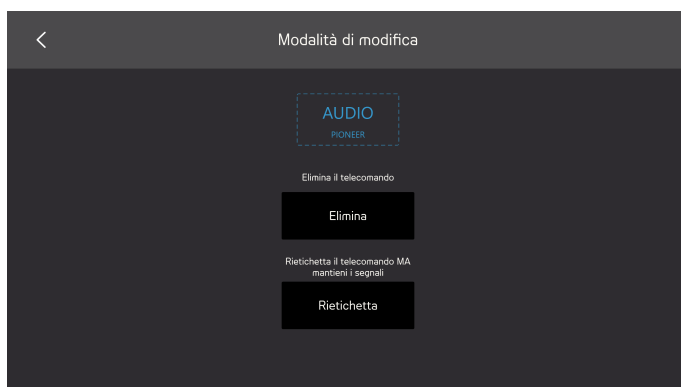 Modalità di modifica
AUDIO
PIONEER
Elimina il telecomando
Elimina
Rietichetta il telecomando MA
mantieni i segnali
Rietichetta